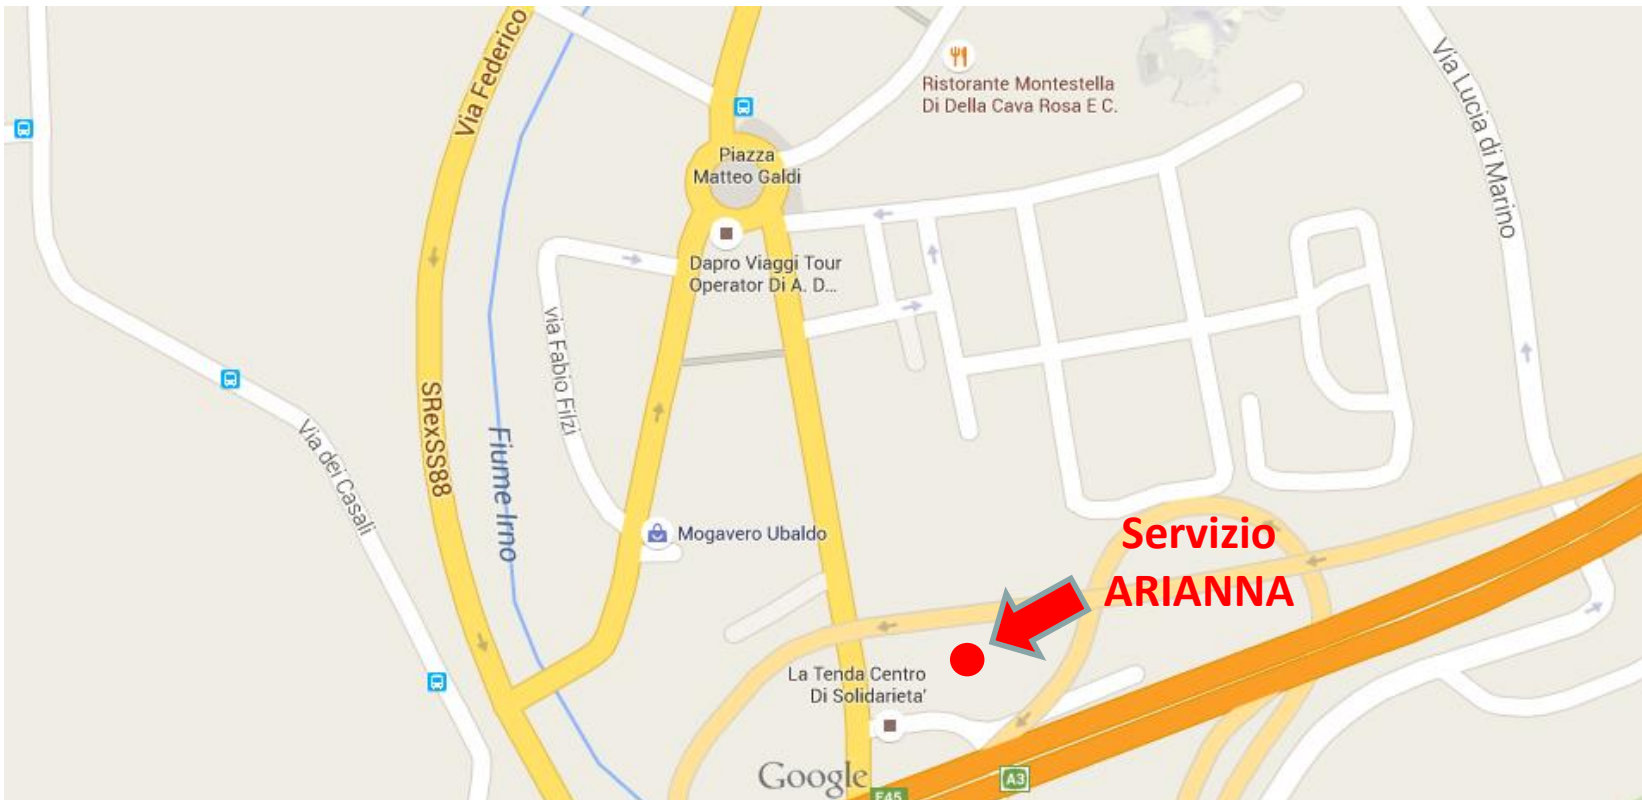 Via Federico
Ristorante Montestella
Di Della Cava Rosa E C.
Via Lucia di Marino
Piazza
Matteo Galdi
Dapro Viaggi Tour
Operator Di A. D...
via Fabio Filzi
SRexSS88
Fiume Irno
Via dei Casali
Mogavero Ubaldo
Servizio
ARIANNA
La Tenda Centro
Di Solidarieta'
Google
E45
A3